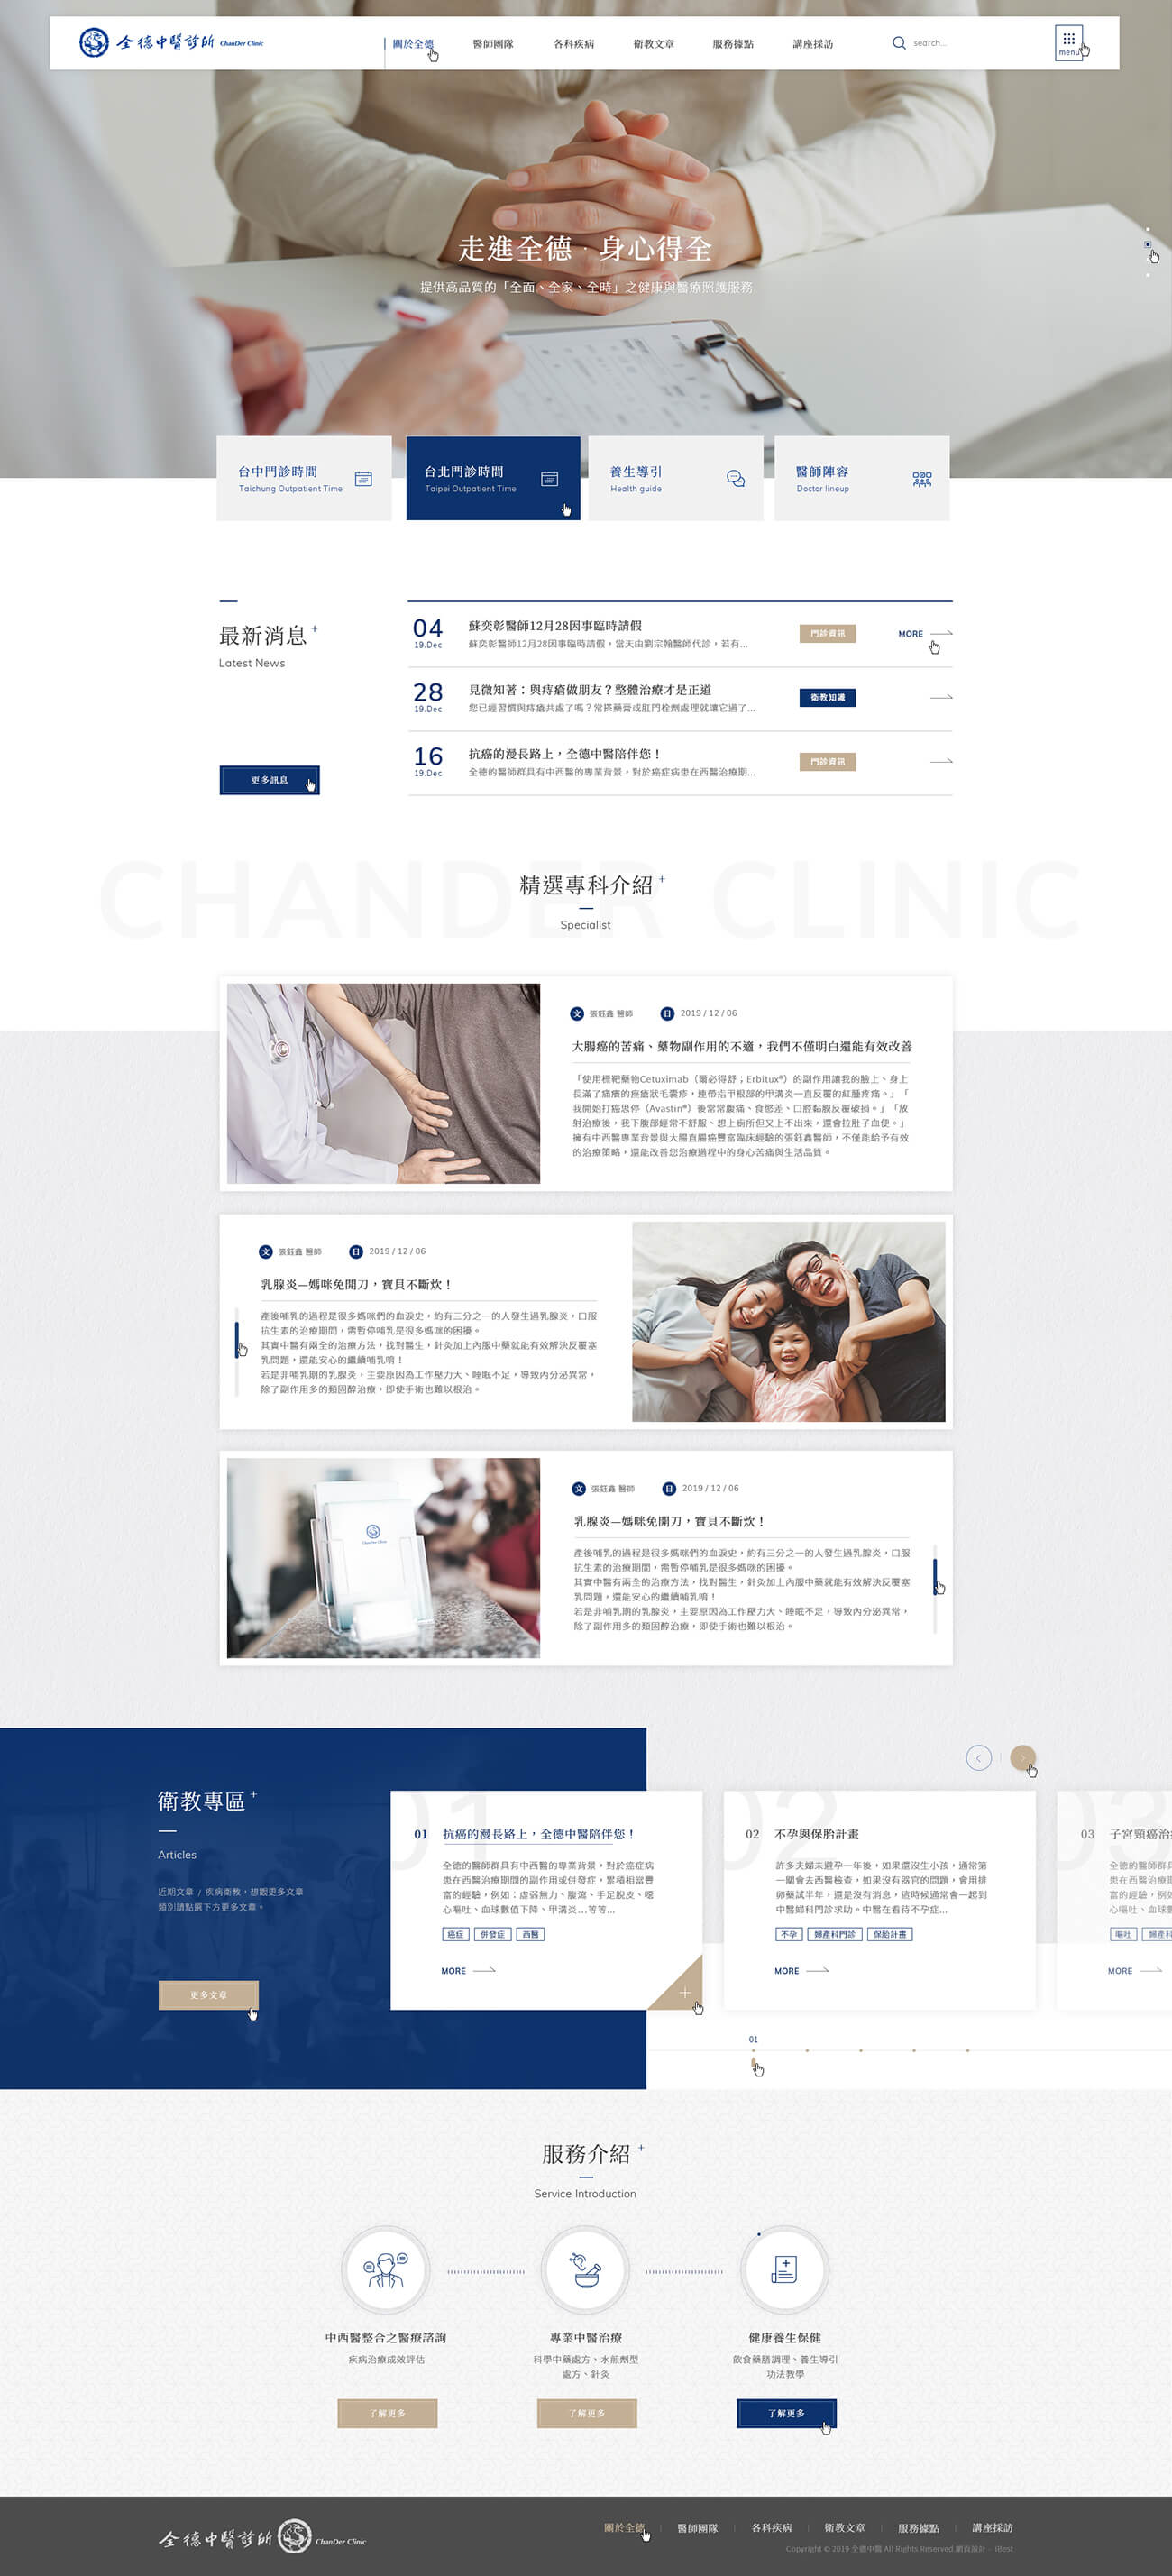 全德中醫診所 ChanDer Clinic
關於全德 醫師團隊 各科疾病 衛教文章 服務據點 講座採訪 search... menu
走進全德 · 身心得全
提供高品質的「全面、全家、全時」之健康與醫療照護服務
台中門診時間 台北門診時間 養生導引 醫師陣容
Taichung Outpatient Time Taipei Outpatient Time Health guide Doctor lineup
最新消息 +
Latest News
更多訊息
04 蘇奕彰醫師12月28因事臨時請假 門診資訊 MORE
19.Dec 蘇奕彰醫師12月28因事臨時請假，當天由劉宗翰醫師代診，若有...
28 見微知著：與痔瘡做朋友？整體治療才是正道 衛教知識
19.Dec 您已經習慣與痔瘡共處了嗎？常搽藥膏或肛門栓劑處理就讓它過了...
16 抗癌的漫長路上，全德中醫陪伴您！ 門診資訊
19.Dec 全德的醫師群具有中西醫的專業背景，對於癌症病患在西醫治療期...
CHANDER CLINIC
精選專科介紹 +
Specialist
文 張鈺鑫 醫師 日 2019 / 12 / 06
大腸癌的苦痛、藥物副作用的不適，我們不僅明白還能有效改善
「使用標靶藥物Cetuximab（爾必得舒；Erbitux®）的副作用讓我的臉上、身上
長滿了痛癢的痤瘡狀毛囊疹，連帶指甲根部的甲溝炎一直反覆的紅腫疼痛。」「
我開始打癌思停（Avastin®）後常常腹痛、食慾差、口腔黏膜反覆破損。」「放
射治療後，我下腹部經常不舒服、想上廁所但又上不出來，還會拉肚子血便。」
擁有中西醫專業背景與大腸直腸癌豐富臨床經驗的張鈺鑫醫師，不僅能給予有效
的治療策略，還能改善您治療過程中的身心苦痛與生活品質。
文 張鈺鑫 醫師 日 2019 / 12 / 06
乳腺炎—媽咪免開刀，寶貝不斷炊！
產後哺乳的過程是很多媽咪們的血淚史，約有三分之一的人發生過乳腺炎，口服
抗生素的治療期間，需暫停哺乳是很多媽咪的困擾。
其實中醫有兩全的治療方法，找對醫生，針灸加上內服中藥就能有效解決反覆塞
乳問題，還能安心的繼續哺乳唷！
若是非哺乳期的乳腺炎，主要原因為工作壓力大、睡眠不足，導致內分泌異常，
除了副作用多的類固醇治療，即使手術也難以根治。
ChanDer Clinic
文 張鈺鑫 醫師 日 2019 / 12 / 06
乳腺炎—媽咪免開刀，寶貝不斷炊！
產後哺乳的過程是很多媽咪們的血淚史，約有三分之一的人發生過乳腺炎，口服
抗生素的治療期間，需暫停哺乳是很多媽咪的困擾。
其實中醫有兩全的治療方法，找對醫生，針灸加上內服中藥就能有效解決反覆塞
乳問題，還能安心的繼續哺乳唷！
若是非哺乳期的乳腺炎，主要原因為工作壓力大、睡眠不足，導致內分泌異常，
除了副作用多的類固醇治療，即使手術也難以根治。
衛教專區 +
Articles
近期文章 / 疾病衛教，想觀更多文章
類別請點選下方更多文章。
更多文章
01
01 抗癌的漫長路上，全德中醫陪伴您！
全德的醫師群具有中西醫的專業背景，對於癌症病
患在西醫治療期間的副作用或併發症，累積相當豐
富的經驗，例如：虛弱無力、腹瀉、手足脫皮、噁
心嘔吐、血球數值下降、甲溝炎...等等...
癌症 併發症 西醫
MORE
02
02 不孕與保胎計畫
許多夫婦未避孕一年後，如果還沒生小孩，通常第
一關會去西醫檢查，如果沒有器官的問題，會用排
卵藥試半年，還是沒有消息，這時候通常會一起到
中醫婦科門診求助。中醫在看待不孕症...
不孕 婦產科門診 保胎計畫
MORE
03
03 子宮頸癌治
全德的醫師群具
患在西醫治療期
富的經驗，例如
心嘔吐、血球數
嘔吐 婦產科
MORE
01
服務介紹 +
Service Introduction
中西醫整合之醫療諮詢
疾病治療成效評估
了解更多
專業中醫治療
科學中藥處方、水煎劑型
處方、針灸
了解更多
健康養生保健
飲食藥膳調理、養生導引
功法教學
了解更多
全德中醫診所 ChanDer Clinic
關於全德 醫師團隊 各科疾病 衛教文章 服務據點 講座採訪
Copyright © 2019 全德中醫 All Rights Reserved.網頁設計 - iBest